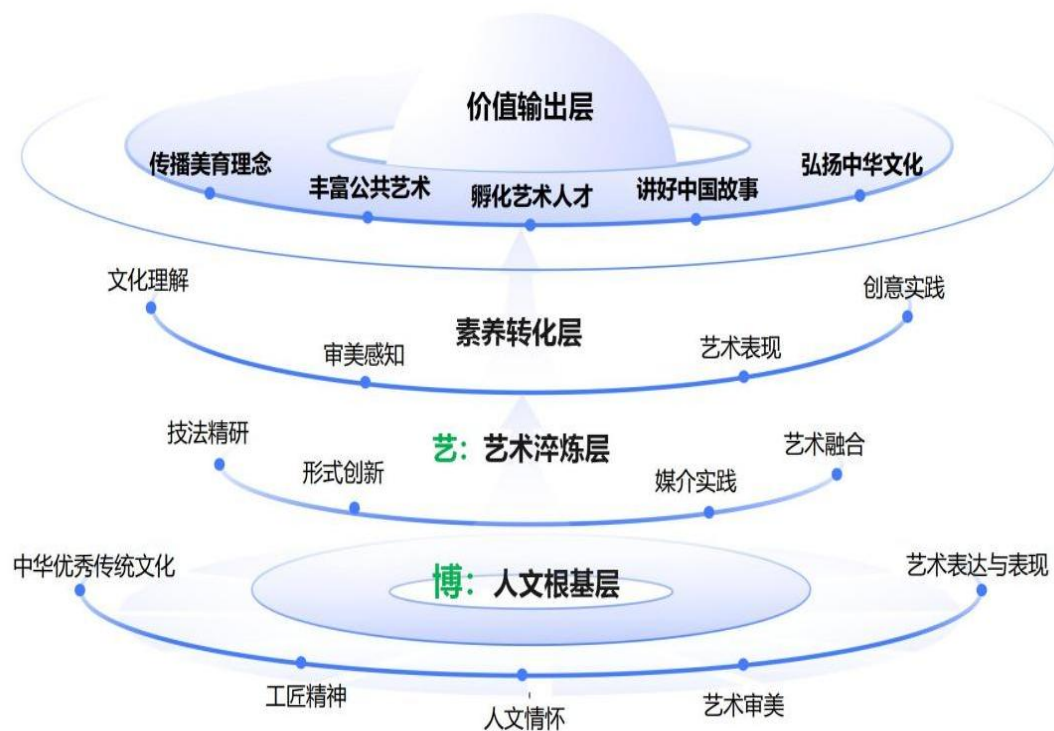 价值输出层
传播美育理念
丰富公共艺术
孵化艺术人才
讲好中国故事
弘扬中华文化
文化理解
审美感知
素养转化层
艺术表现
创意实践
技法精研
形式创新
艺：艺术淬炼层
媒介实践
艺术融合
中华优秀传统文化
博：人文根基层
艺术表达与表现
工匠精神
人文情怀
艺术审美